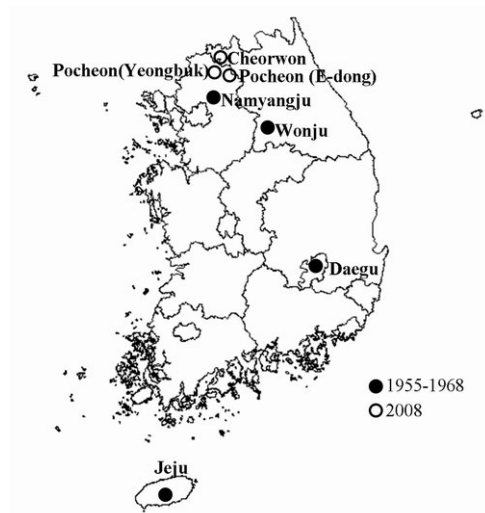 Cheorwon
Pocheon(Yeongbuk)
Pocheon (E-dong)
Namyangju
Wonju
Daegu
1955-1968
2008
Jeju